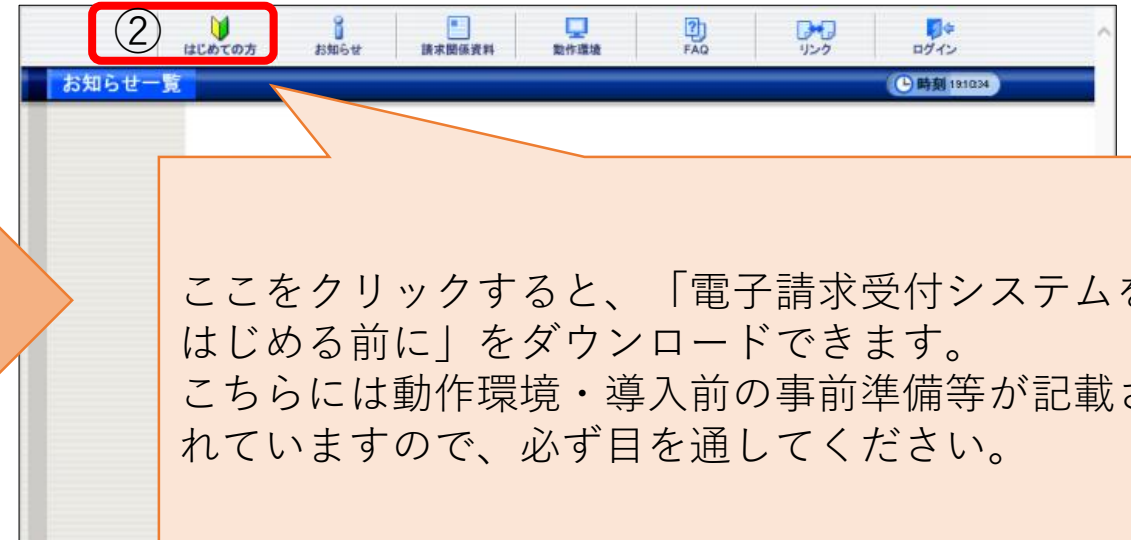 ②
はじめての方
お知らせ
請求関係資料
動作環境
FAQ
リンク
ログイン
お知らせ一覧
時刻 19:10:34
ここをクリックすると、「電子請求受付システムを
はじめる前に」をダウンロードできます。
こちらには動作環境・導入前の事前準備等が記載さ
れていますので、必ず目を通してください。